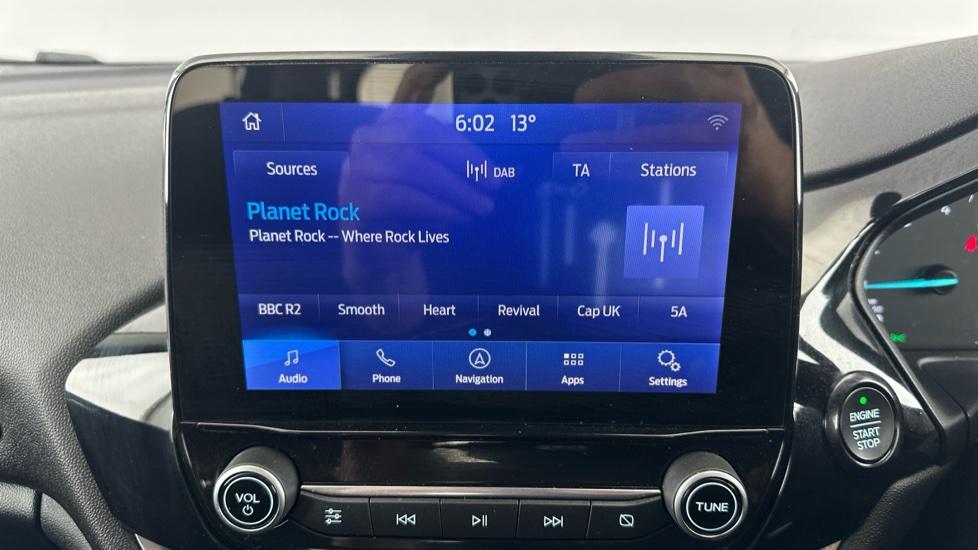 6:02 13°
Sources DAB TA Stations
Planet Rock
Planet Rock -- Where Rock Lives
BBC R2 Smooth Heart Revival Cap UK 5A
Audio Phone Navigation Apps Settings
ENGINE
START
STOP
VOL
TUNE